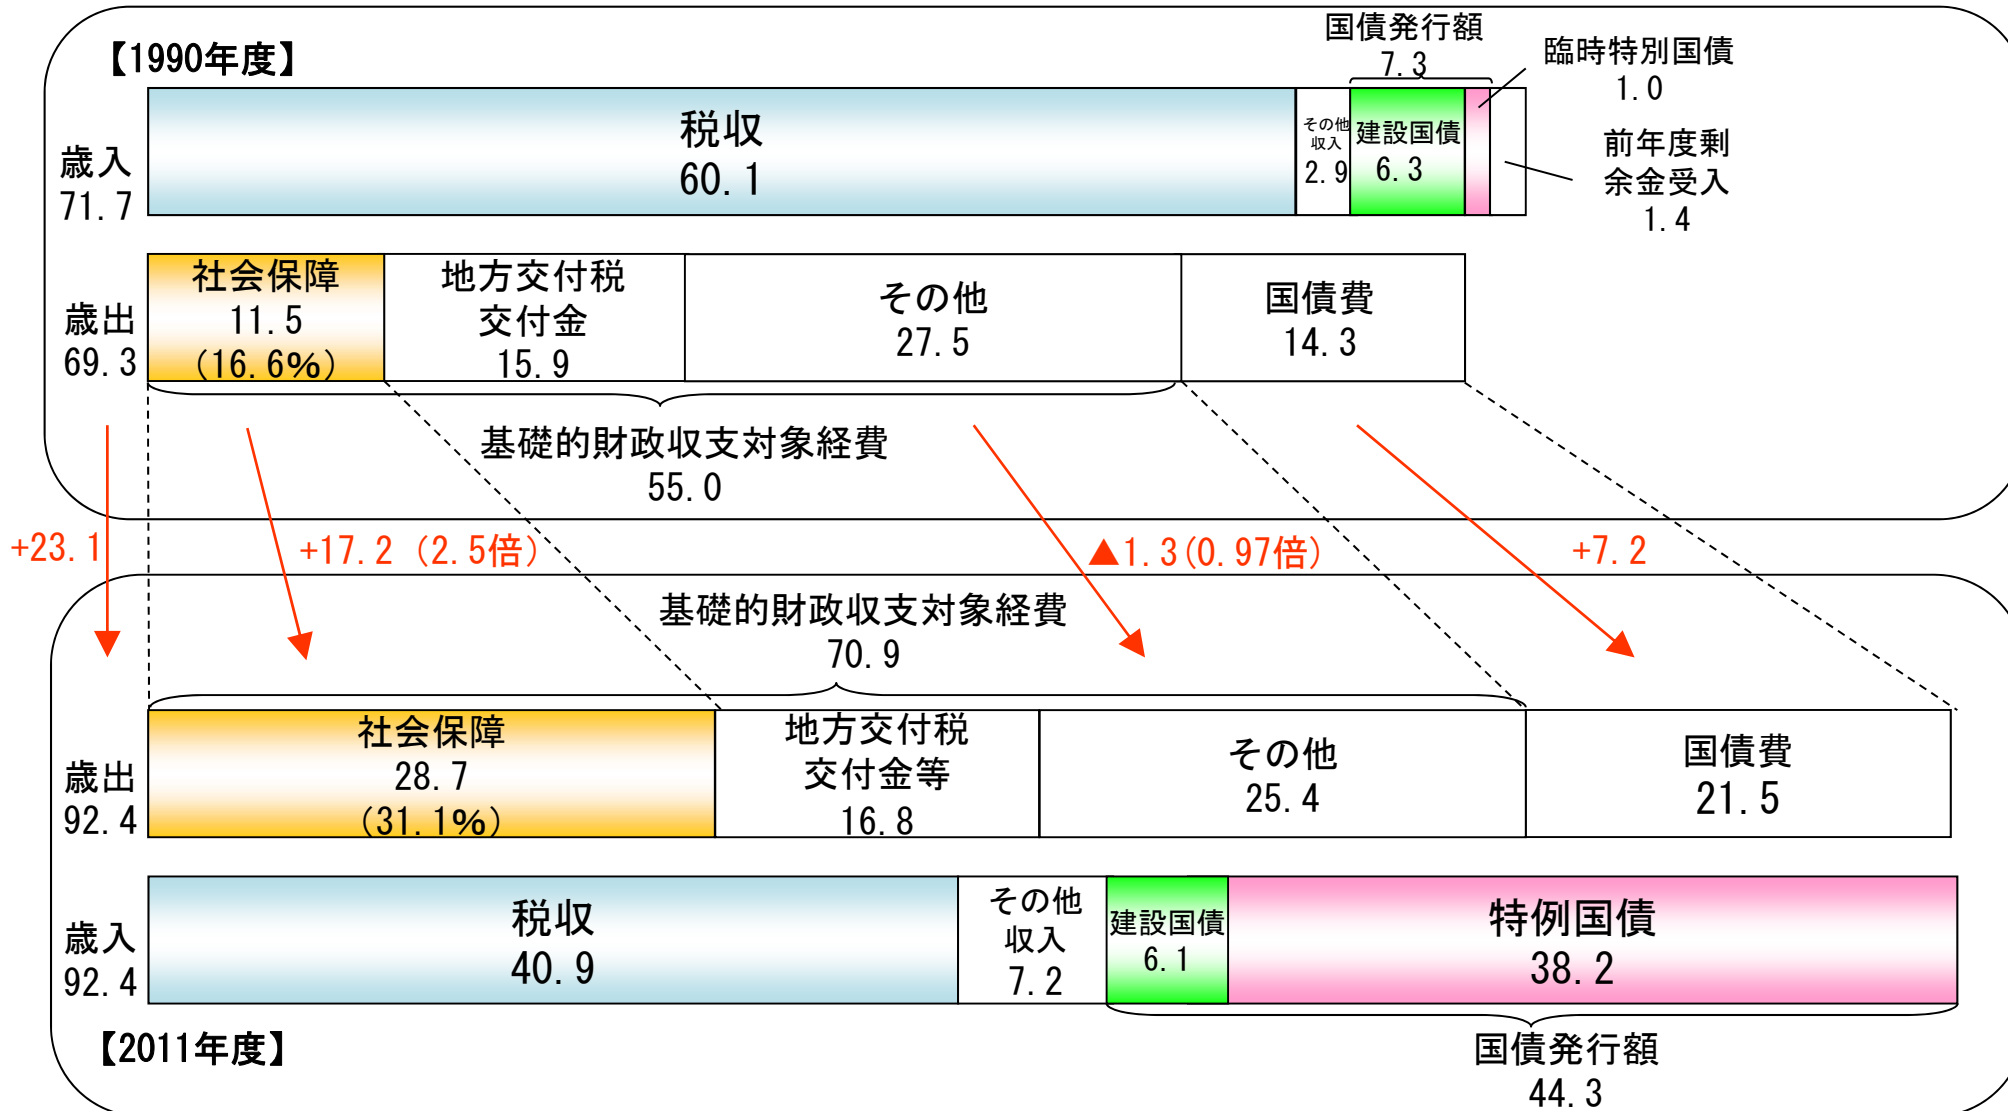 【1990年度】
国債発行額
7.3
臨時特別国債
1.0
歳入
71.7
税収
60.1
その他
収入
2.9
建設国債
6.3
前年度剰
余金受入
1.4
歳出
69.3
社会保障
11.5
(16.6%)
地方交付税
交付金
15.9
その他
27.5
国債費
14.3
基礎的財政収支対象経費
55.0
+23.1
+17.2 (2.5倍)
▲1.3(0.97倍)
+7.2
基礎的財政収支対象経費
70.9
歳出
92.4
社会保障
28.7
(31.1%)
地方交付税
交付金等
16.8
その他
25.4
国債費
21.5
歳入
92.4
税収
40.9
その他
収入
7.2
建設国債
6.1
特例国債
38.2
【2011年度】
国債発行額
44.3